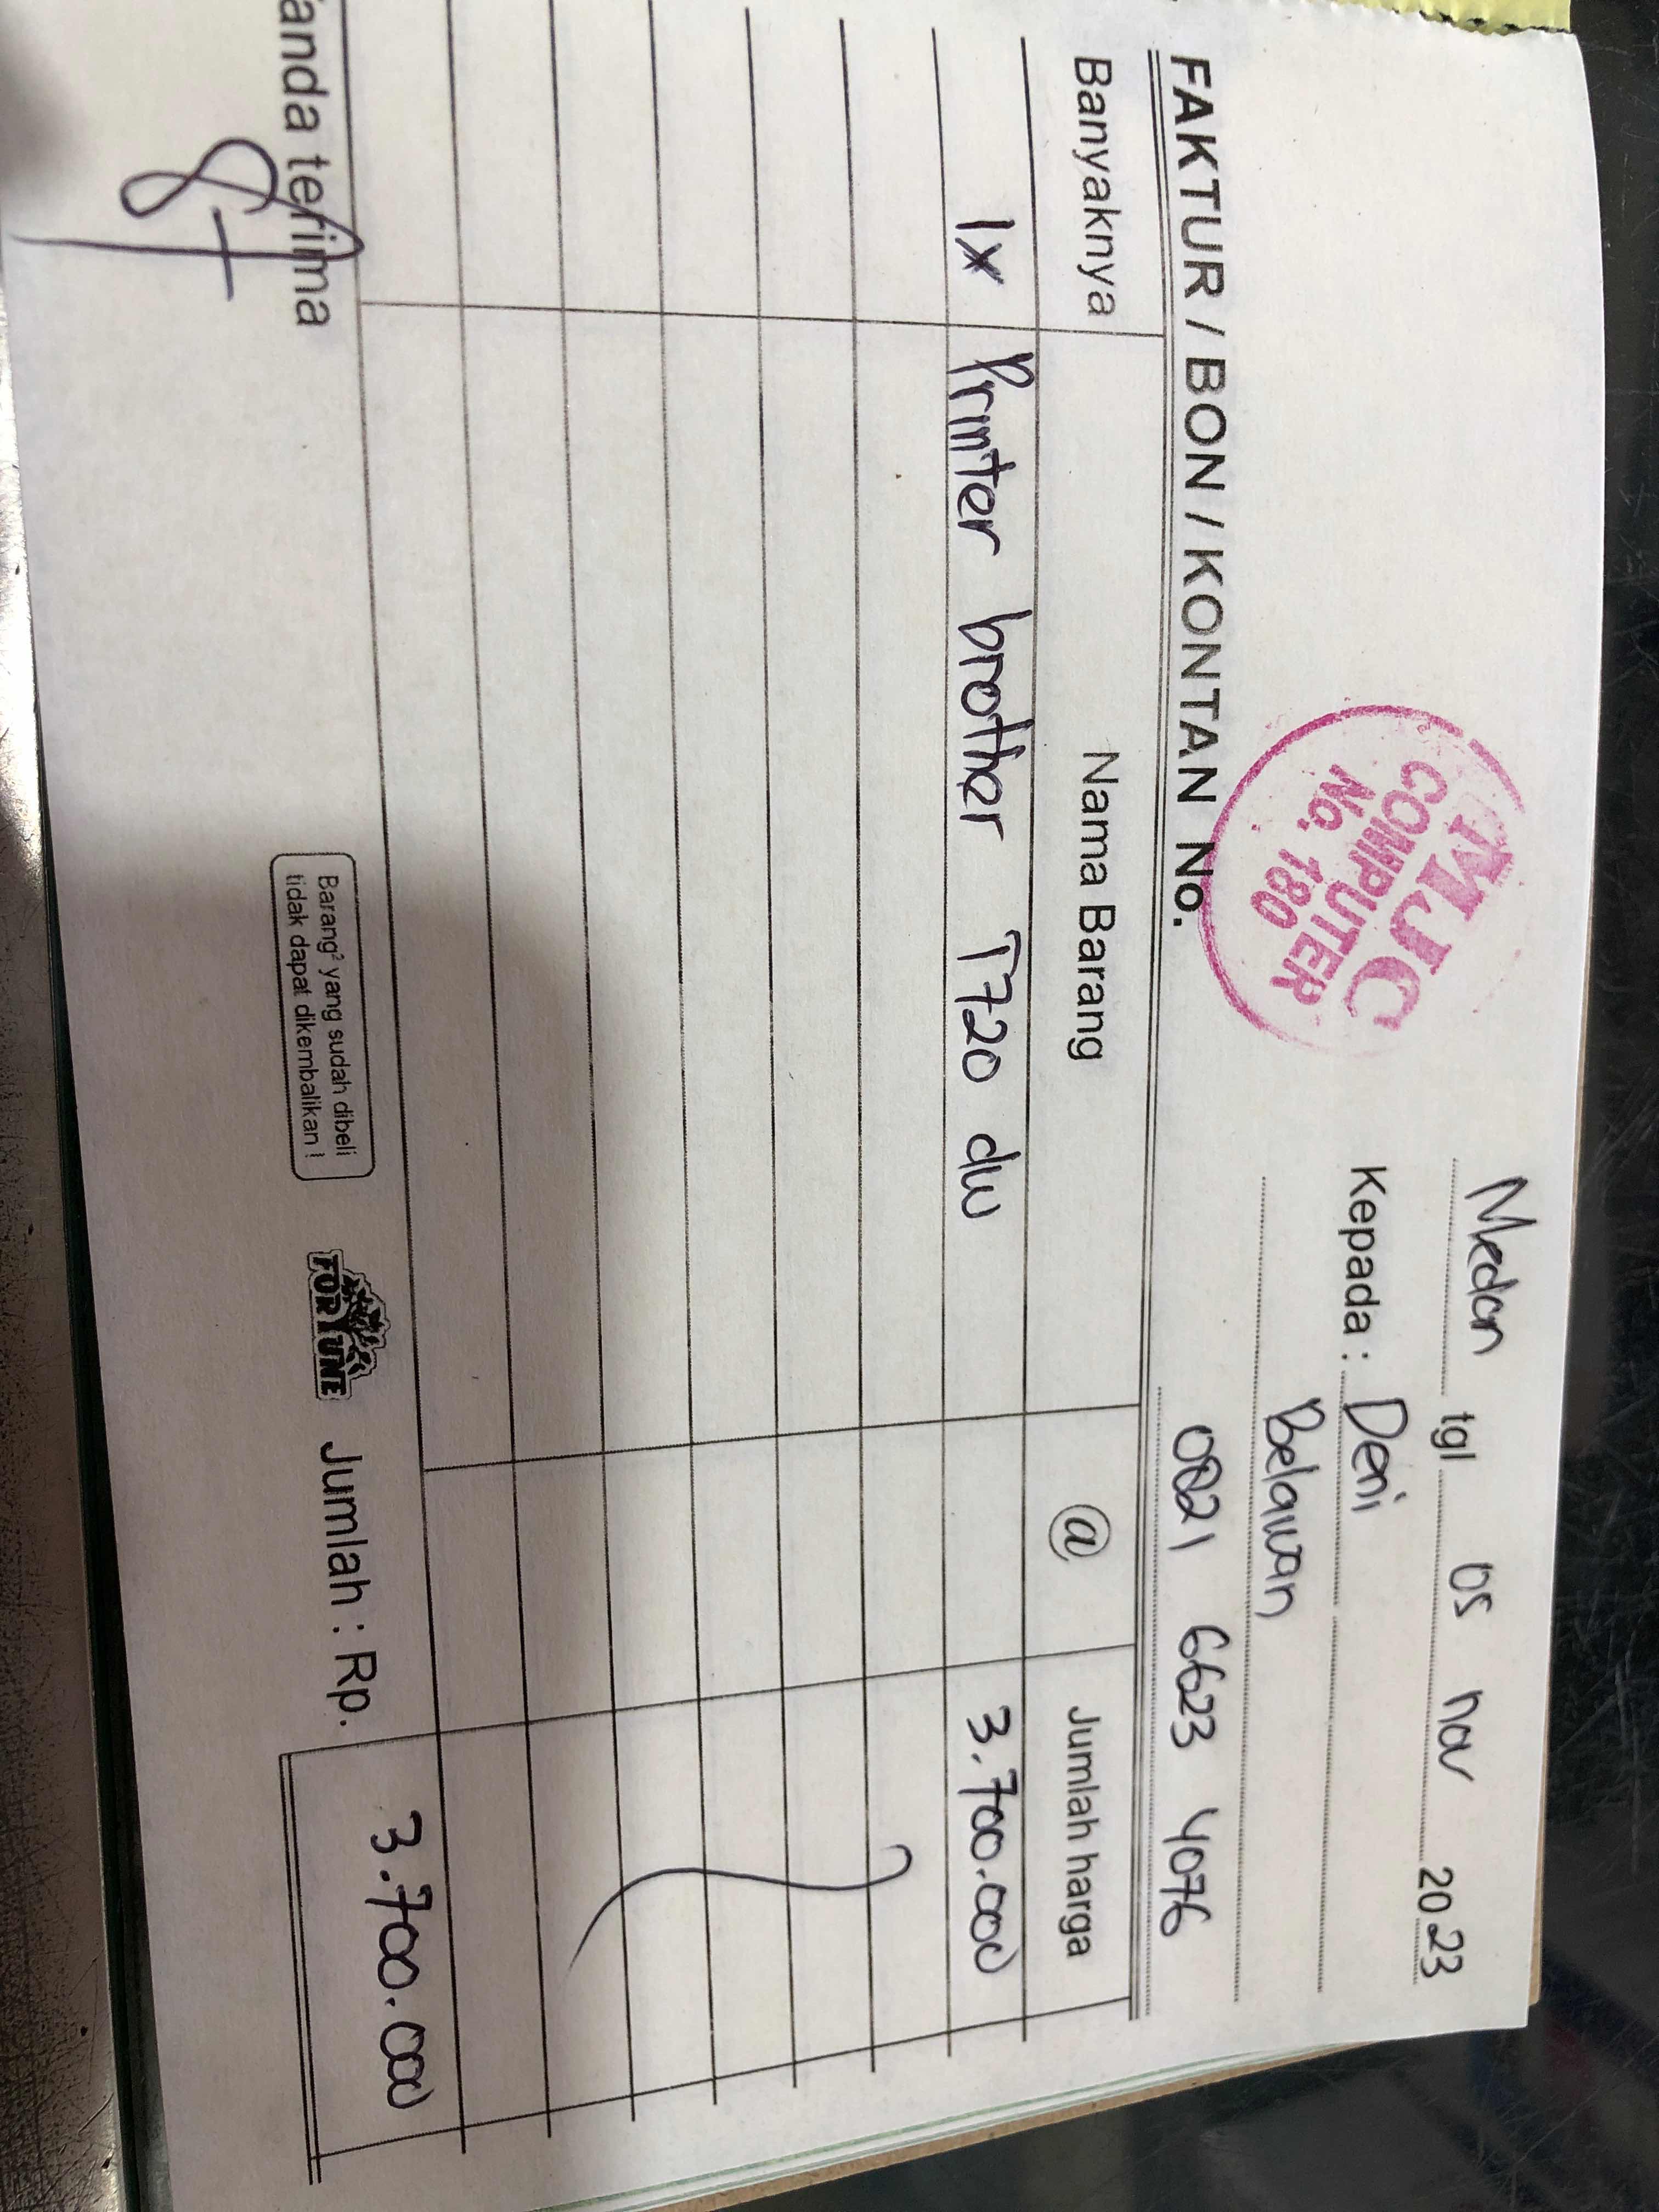 Medan tgl 05 nov 2023
Kepada : Deni
Belawan
0821 6623 4076
MJC
COMPUTER
No. 180
FAKTUR / BON / KONTAN No.
Banyaknya Nama Barang @ Jumlah harga
1x Printer brother T720 dw 3.700.000
anda terima
Barang² yang sudah dibeli
tidak dapat dikembalikan !
FORTUNE
Jumlah : Rp. 3.700.000